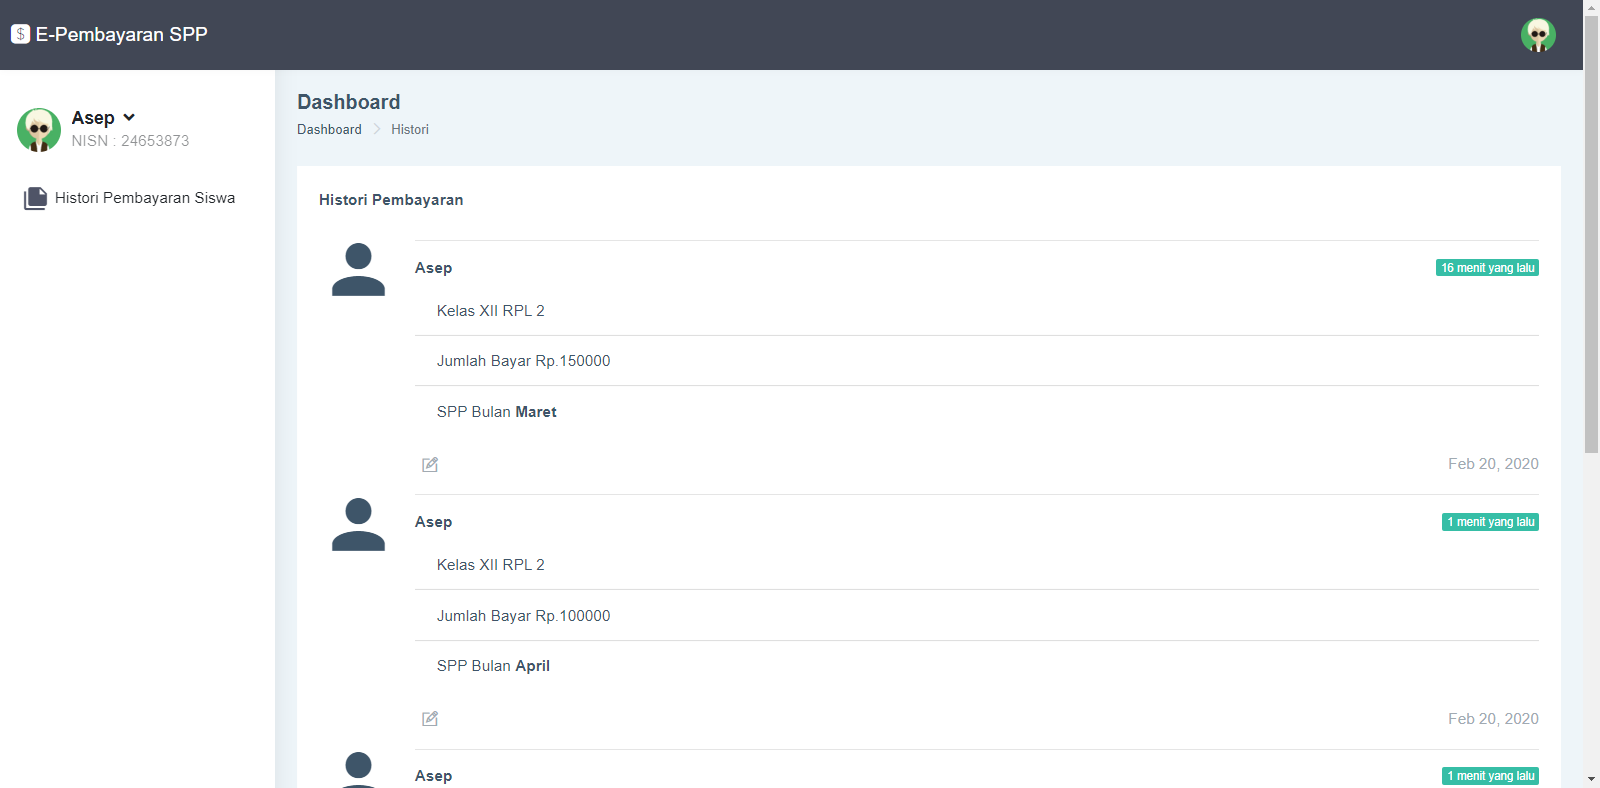 $ E-Pembayaran SPP
Asep
NISN : 24653873
Histori Pembayaran Siswa
Dashboard
Dashboard Histori
Histori Pembayaran
Asep 16 menit yang lalu
Kelas XII RPL 2
Jumlah Bayar Rp.150000
SPP Bulan Maret
Feb 20, 2020
Asep 1 menit yang lalu
Kelas XII RPL 2
Jumlah Bayar Rp.100000
SPP Bulan April
Feb 20, 2020
Asep 1 menit yang lalu